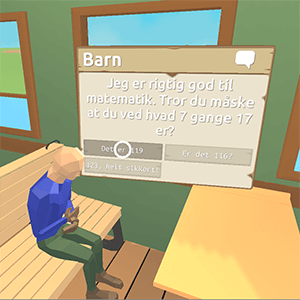 Barn
Jeg er rigtig god til
matematik. Tror du måske
at du ved hvad 7 gange 17
er?
Det er 119
Er det 116?
123, helt sikkert!